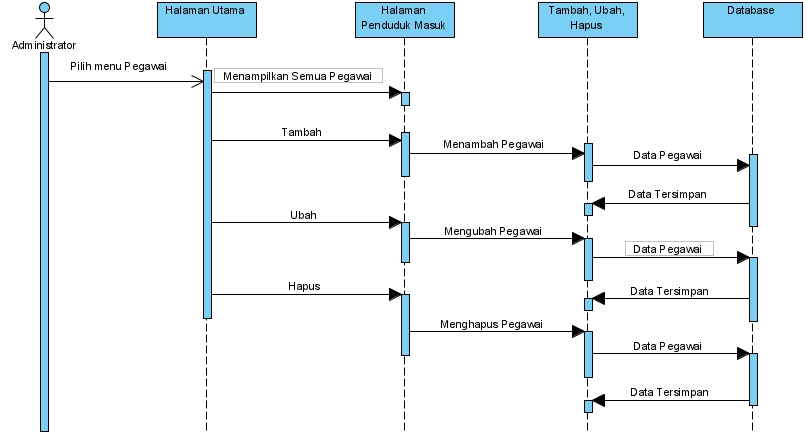 Halaman Utama
Halaman
Penduduk Masuk
Tambah, Ubah,
Hapus
Database
Administrator
Pilih menu Pegawai
Menampilkan Semua Pegawai
Tambah
Menambah Pegawai
Data Pegawai
Data Tersimpan
Ubah
Mengubah Pegawai
Data Pegawai
Hapus
Data Tersimpan
Menghapus Pegawai
Data Pegawai
Data Tersimpan